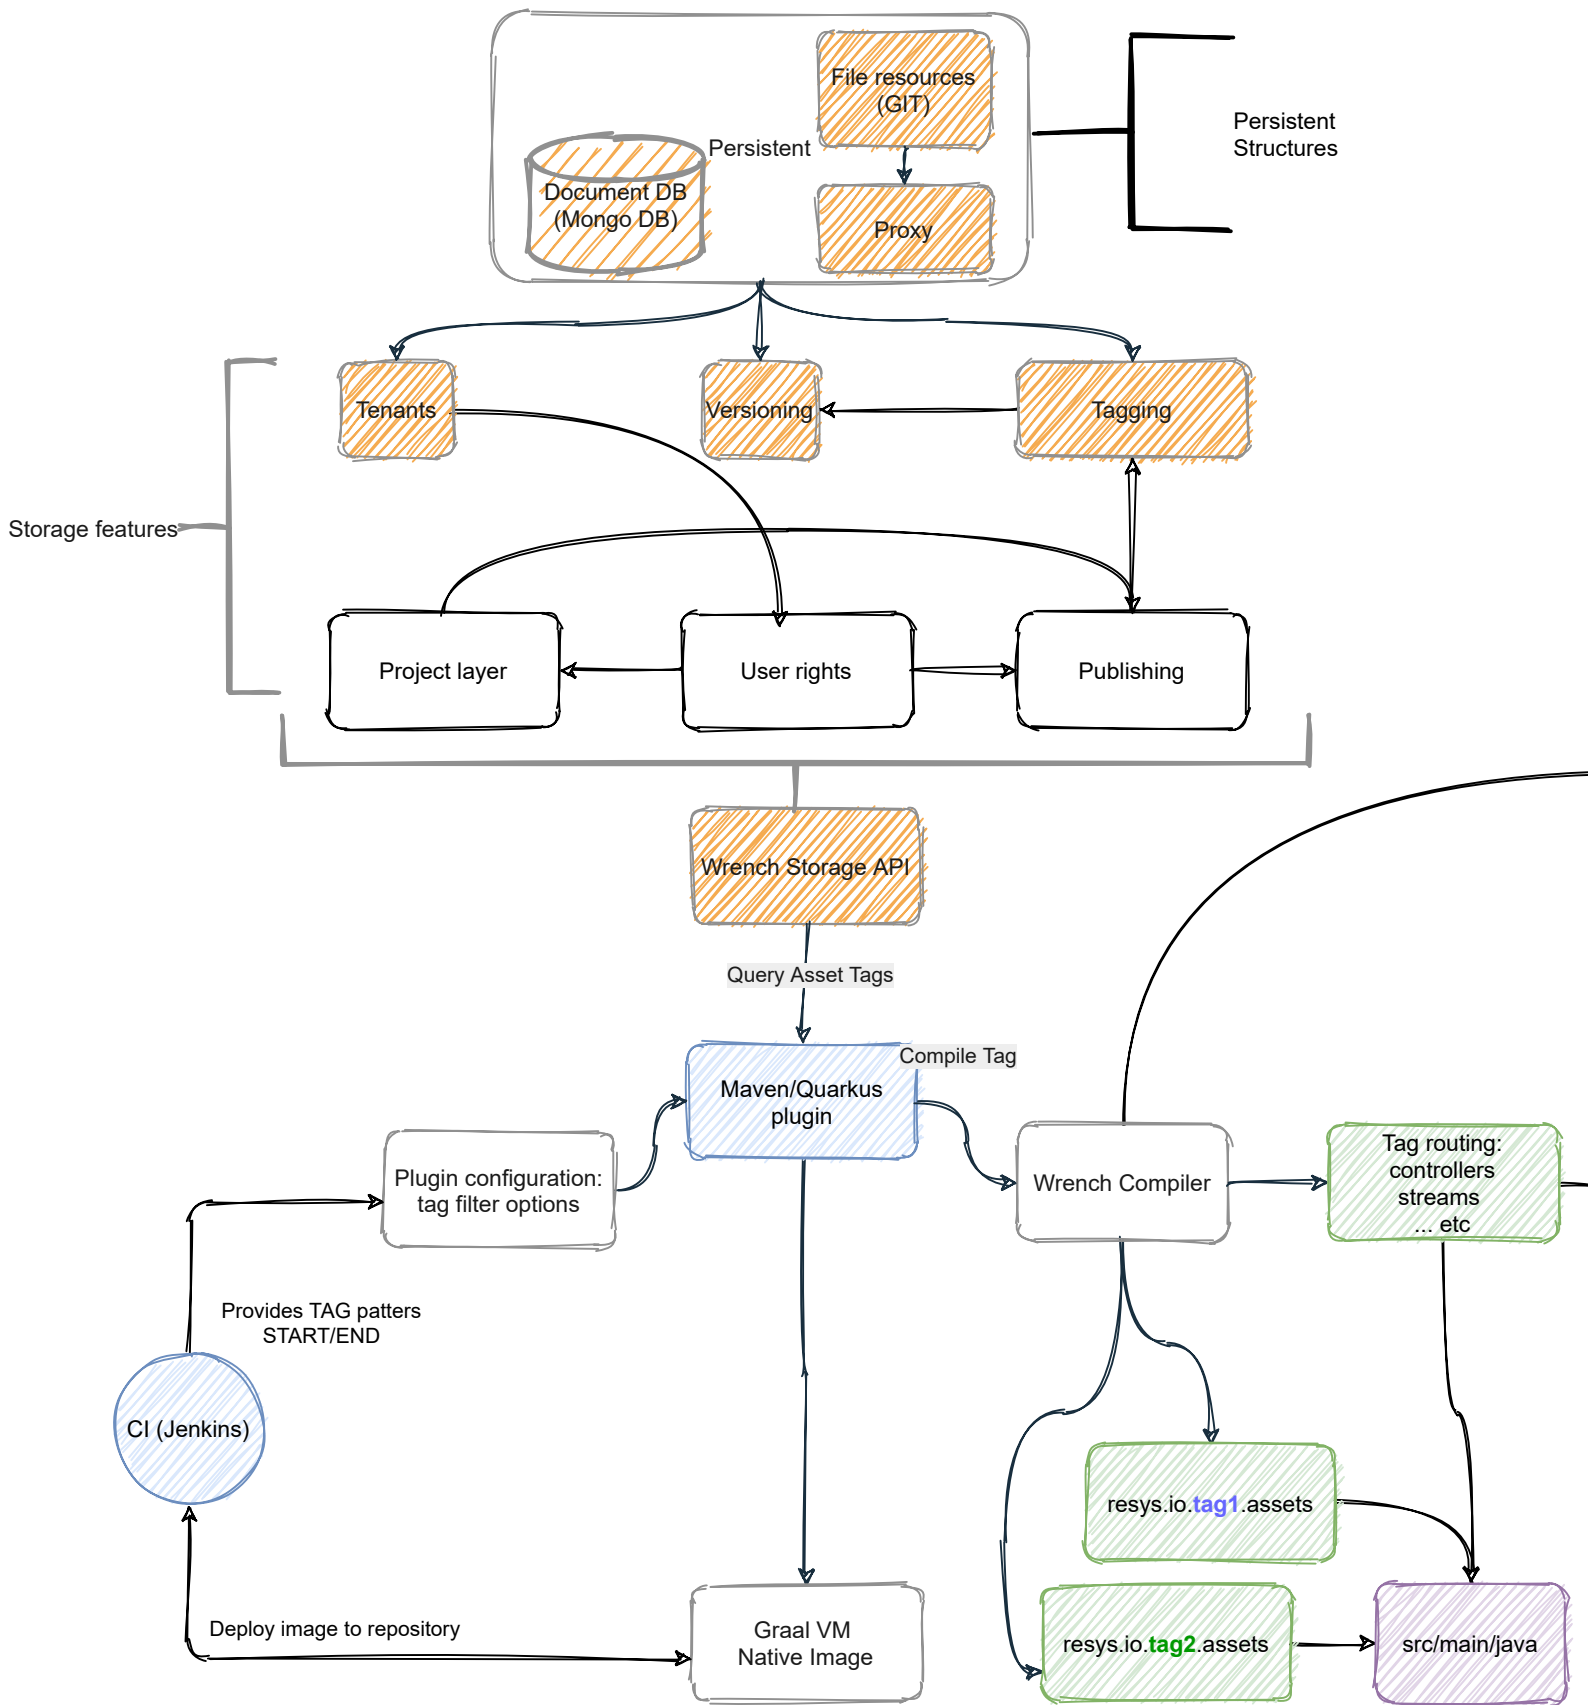 File resources
(GIT)
Persistent
Structures
Persistent
Document DB
(Mongo DB)
Proxy
Tenants
Versioning
Tagging
Storage features
Project layer
User rights
Publishing
Wrench Storage API
Query Asset Tags
Compile Tag
Maven/Quarkus
plugin
Plugin configuration:
tag filter options
Wrench Compiler
Tag routing:
controllers
streams
... etc
Provides TAG patters
START/END
CI (Jenkins)
resys.io.tag1.assets
Deploy image to repository
Graal VM
Native Image
resys.io.tag2.assets
src/main/java